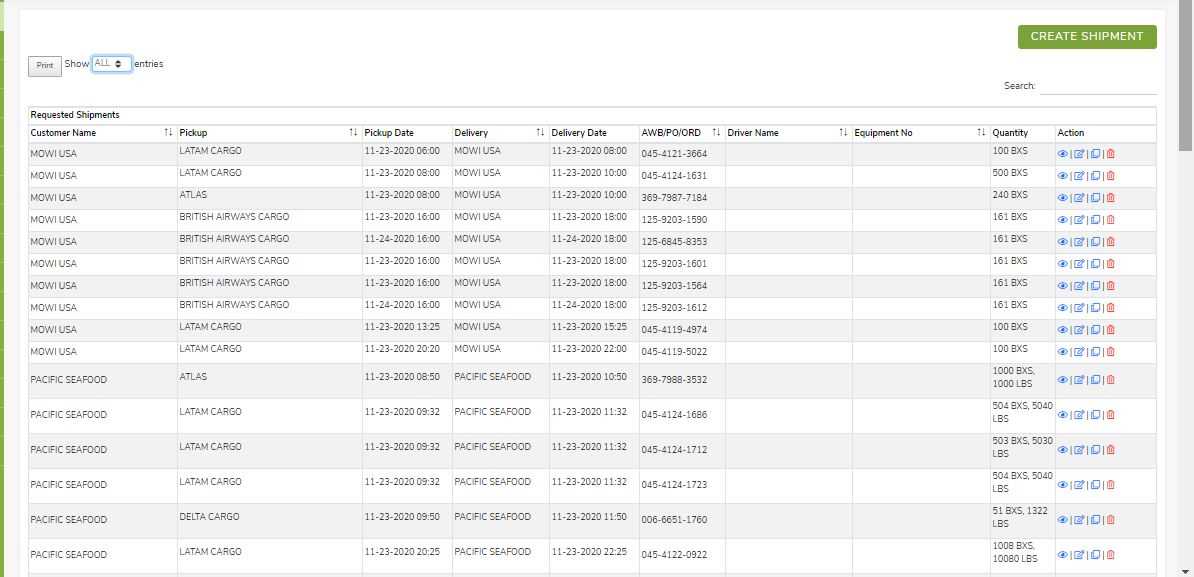 CREATE SHIPMENT
Print Show ALL entries
Search:
Requested Shipments
Customer Name Pickup Pickup Date Delivery Delivery Date AWB/PO/ORD Driver Name Equipment No Quantity Action
MOWI USA LATAM CARGO 11-23-2020 06:00 MOWI USA 11-23-2020 08:00 045-4121-3664 100 BXS
MOWI USA LATAM CARGO 11-23-2020 08:00 MOWI USA 11-23-2020 10:00 045-4124-1631 500 BXS
MOWI USA ATLAS 11-23-2020 08:00 MOWI USA 11-23-2020 10:00 369-7987-7184 240 BXS
MOWI USA BRITISH AIRWAYS CARGO 11-23-2020 16:00 MOWI USA 11-23-2020 18:00 125-9203-1590 161 BXS
MOWI USA BRITISH AIRWAYS CARGO 11-24-2020 16:00 MOWI USA 11-24-2020 18:00 125-6845-8353 161 BXS
MOWI USA BRITISH AIRWAYS CARGO 11-23-2020 16:00 MOWI USA 11-23-2020 18:00 125-9203-1601 161 BXS
MOWI USA BRITISH AIRWAYS CARGO 11-23-2020 16:00 MOWI USA 11-23-2020 18:00 125-9203-1564 161 BXS
MOWI USA BRITISH AIRWAYS CARGO 11-24-2020 16:00 MOWI USA 11-24-2020 18:00 125-9203-1612 161 BXS
MOWI USA LATAM CARGO 11-23-2020 13:25 MOWI USA 11-23-2020 15:25 045-4119-4974 100 BXS
MOWI USA LATAM CARGO 11-23-2020 20:20 MOWI USA 11-23-2020 22:00 045-4119-5022 100 BXS
PACIFIC SEAFOOD ATLAS 11-23-2020 08:50 PACIFIC SEAFOOD 11-23-2020 10:50 369-7988-3532 1000 BXS,
1000 LBS
PACIFIC SEAFOOD LATAM CARGO 11-23-2020 09:32 PACIFIC SEAFOOD 11-23-2020 11:32 045-4124-1686 504 BXS, 5040
LBS
PACIFIC SEAFOOD LATAM CARGO 11-23-2020 09:32 PACIFIC SEAFOOD 11-23-2020 11:32 045-4124-1712 503 BXS, 5030
LBS
PACIFIC SEAFOOD LATAM CARGO 11-23-2020 09:32 PACIFIC SEAFOOD 11-23-2020 11:32 045-4124-1723 504 BXS, 5040
LBS
PACIFIC SEAFOOD DELTA CARGO 11-23-2020 09:50 PACIFIC SEAFOOD 11-23-2020 11:50 006-6651-1760 51 BXS, 1322
LBS
PACIFIC SEAFOOD LATAM CARGO 11-23-2020 20:25 PACIFIC SEAFOOD 11-23-2020 22:25 045-4122-0922 1008 BXS,
10080 LBS